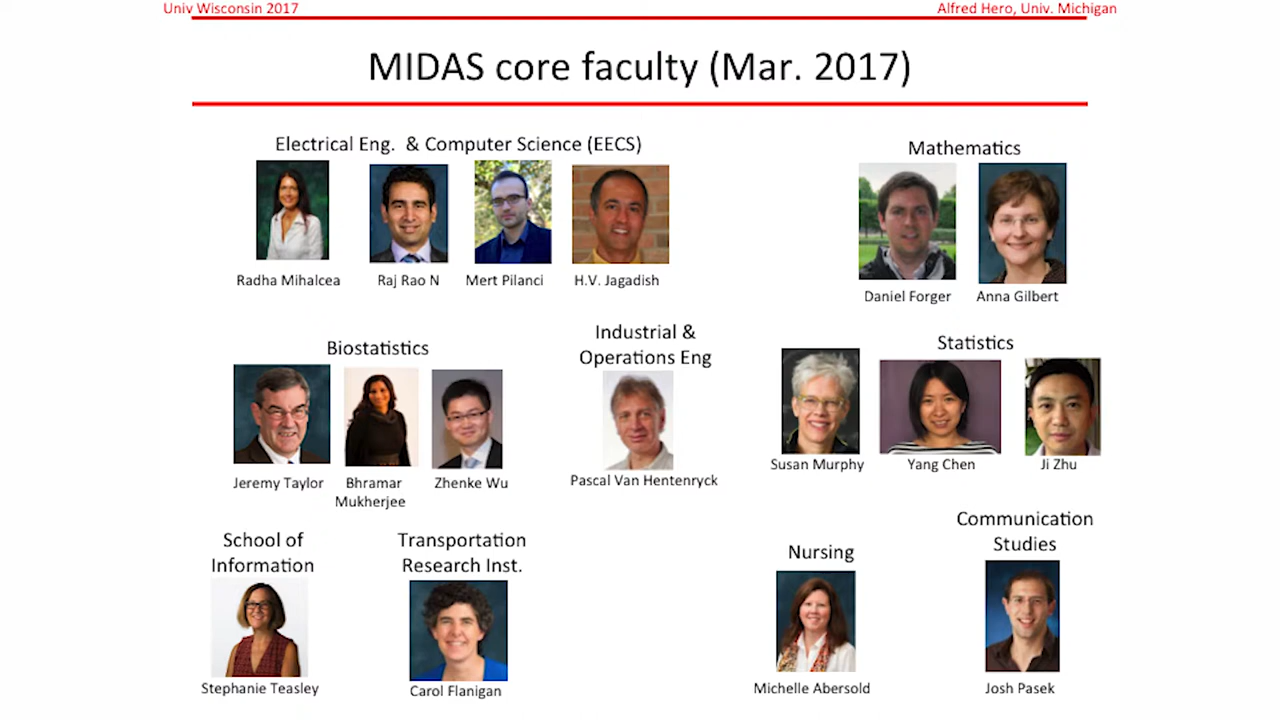 Univ Wisconsin 2017
Alfred Hero, Univ. Michigan
MIDAS core faculty (Mar. 2017)
Electrical Eng. & Computer Science (EECS)
Mathematics
Radha Mihalcea
Raj Rao N
Mert Pilanci
H.V. Jagadish
Daniel Forger
Anna Gilbert
Biostatistics
Industrial &
Operations Eng
Statistics
Jeremy Taylor
Bhramar
Mukherjee
Zhenke Wu
Pascal Van Hentenryck
Susan Murphy
Yang Chen
Ji Zhu
School of
Information
Transportation
Research Inst.
Nursing
Communication
Studies
Stephanie Teasley
Carol Flanigan
Michelle Abersold
Josh Pasek